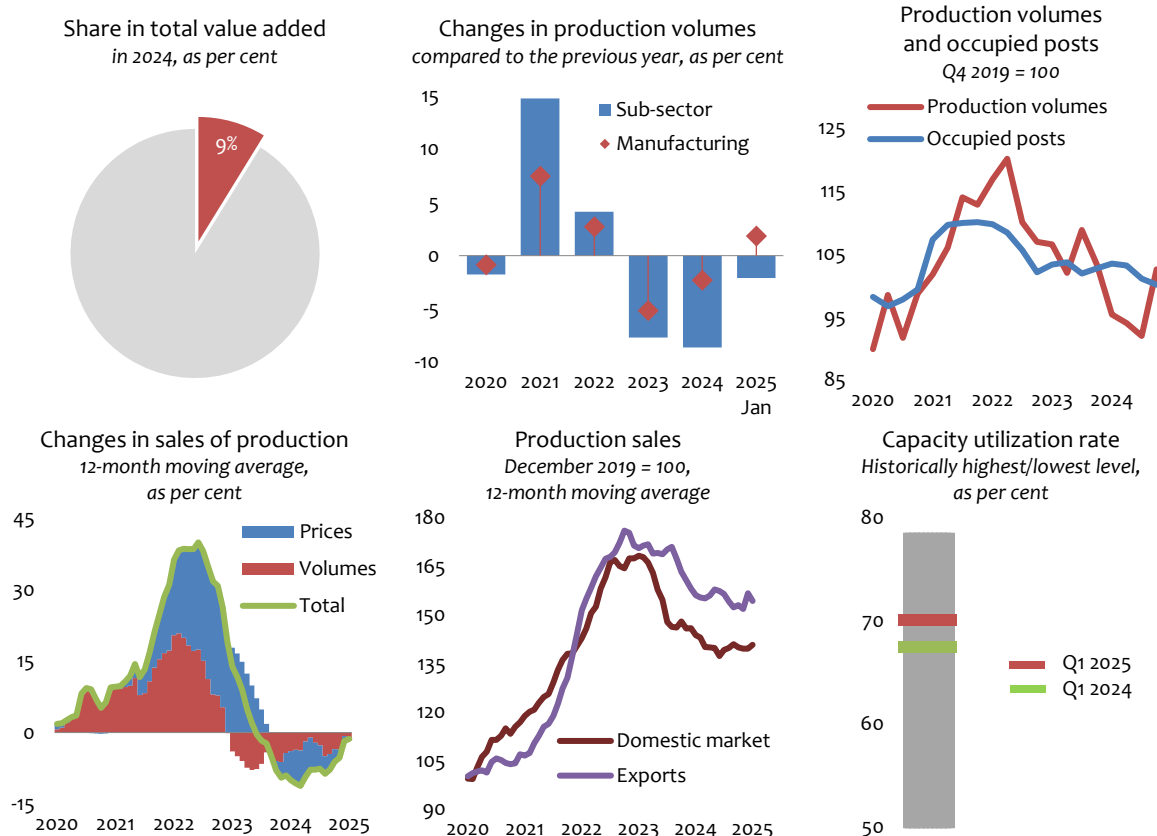 Share in total value added
in 2024, as per cent
9%
Changes in production volumes
compared to the previous year, as per cent
15
10
5
0
-5
-10
Sub-sector
Manufacturing
2020
2021
2022
2023
2024
2025
Jan
Production volumes
and occupied posts
Q4 2019 = 100
Production volumes
Occupied posts
125
115
105
95
85
2020
2021
2022
2023
2024
Changes in sales of production
12-month moving average,
as per cent
45
30
15
0
-15
Prices
Volumes
Total
2020
2021
2022
2023
2024
2025
Production sales
December 2019 = 100,
12-month moving average
180
165
150
135
120
105
90
Domestic market
Exports
2020
2021
2022
2023
2024
2025
Capacity utilization rate
Historically highest/lowest level,
as per cent
80
70
60
50
Q1 2025
Q1 2024